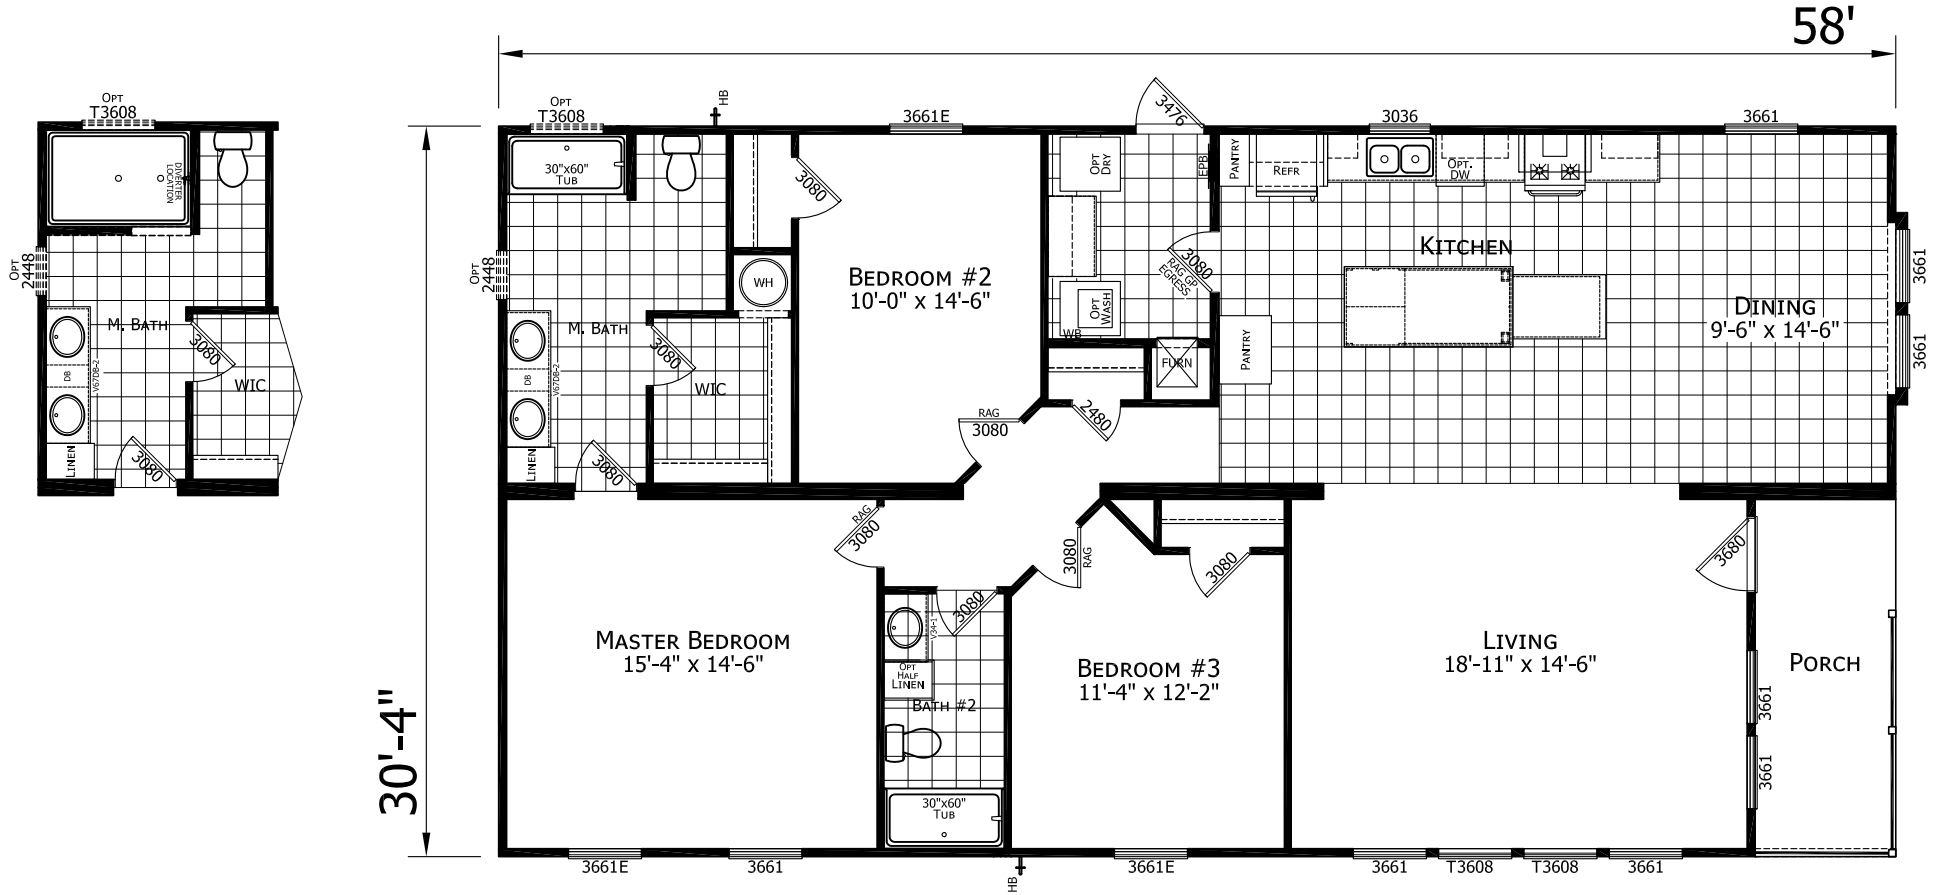 58'
30'-4"
OPT
T3608
DIVERTER
LOCATION
OPT
2448
M. BATH
3080
DB
V67DB-2
WIC
LINEN
3080
OPT
T3608
HB
3661E
3476
3036
3661
30"x60"
TUB
3080
OPT
DRY
EPB
PANTRY
REFR
OPT.
DW
OPT
2448
WH
BEDROOM #2
10'-0" x 14'-6"
3080
RAG GP
EGRESS
KITCHEN
3661
OPT
WASH
WB
DINING
9'-6" x 14'-6"
M. BATH
3080
DB
V67DB-2
WIC
FURN
PANTRY
3661
RAG
3080
2480
LINEN
3080
RAG
3080
3080
RAG
3080
3680
3080
V34-1
MASTER BEDROOM
15'-4" x 14'-6"
OPT
HALF
LINEN
BATH #2
BEDROOM #3
11'-4" x 12'-2"
LIVING
18'-11" x 14'-6"
PORCH
3661
3661
30"x60"
TUB
3661E
3661
HB
3661E
3661
T3608
T3608
3661